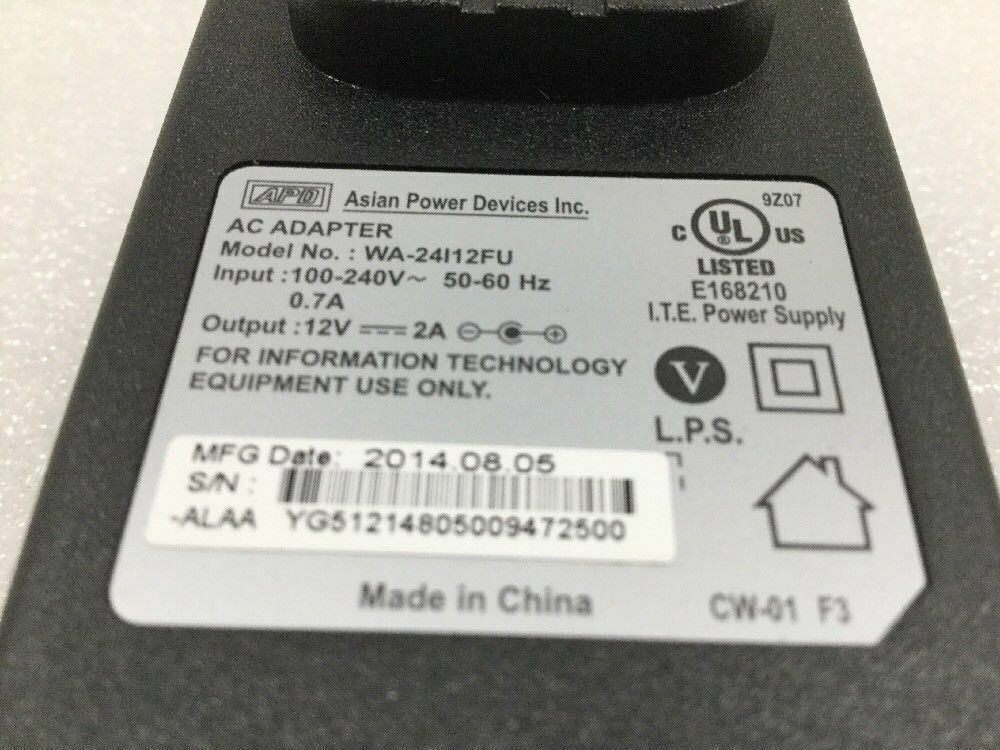 APD Asian Power Devices Inc.
AC ADAPTER
Model No. : WA-24I12FU
Input :100-240V~ 50-60 Hz
0.7A
Output :12V 2A
FOR INFORMATION TECHNOLOGY
EQUIPMENT USE ONLY.
9Z07
C UL ® US
LISTED
E168210
I.T.E. Power Supply
V
L.P.S.
MFG Date: 2014.08.05
S/N :
-ALAA YG51214805009472500
Made in China
CW-01 F3